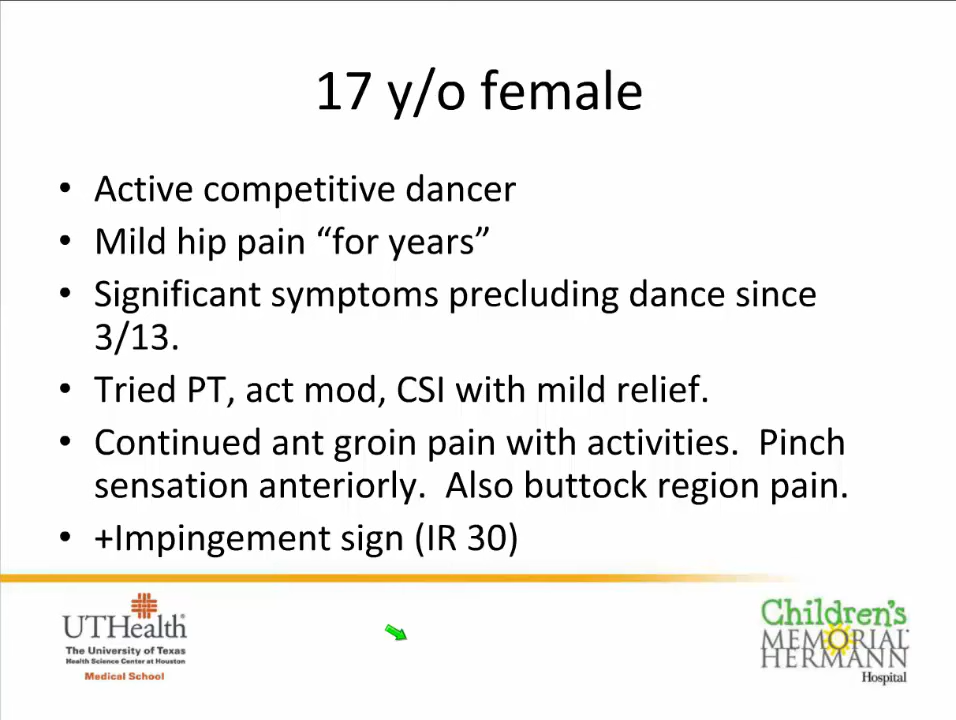 17 y/o female
• Active competitive dancer
• Mild hip pain “for years”
• Significant symptoms precluding dance since
3/13.
• Tried PT, act mod, CSI with mild relief.
• Continued ant groin pain with activities.  Pinch
sensation anteriorly.  Also buttock region pain.
• +Impingement sign (IR 30)
UTHealth
The University of Texas
Health Science Center at Houston
Medical School
Children's
MEMORIAL
HERMANN
Hospital